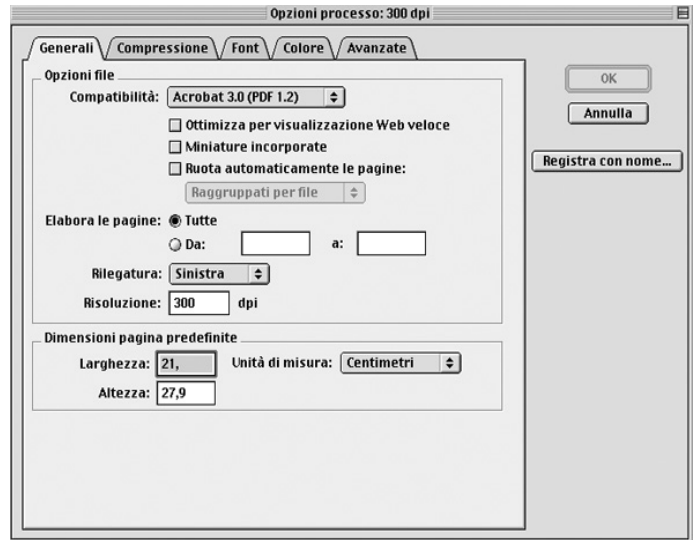 Opzioni processo: 300 dpi
Generali Compressione Font Colore Avanzate
Opzioni file
Compatibilità: Acrobat 3.0 (PDF 1.2)
Ottimizza per visualizzazione Web veloce
Miniature incorporate
Ruota automaticamente le pagine:
Raggruppati per file
Elabora le pagine: Tutte
Da: a:
Rilegatura: Sinistra
Risoluzione: 300 dpi
Dimensioni pagina predefinite
Larghezza: 21, Unità di misura: Centimetri
Altezza: 27,9
OK
Annulla
Registra con nome...